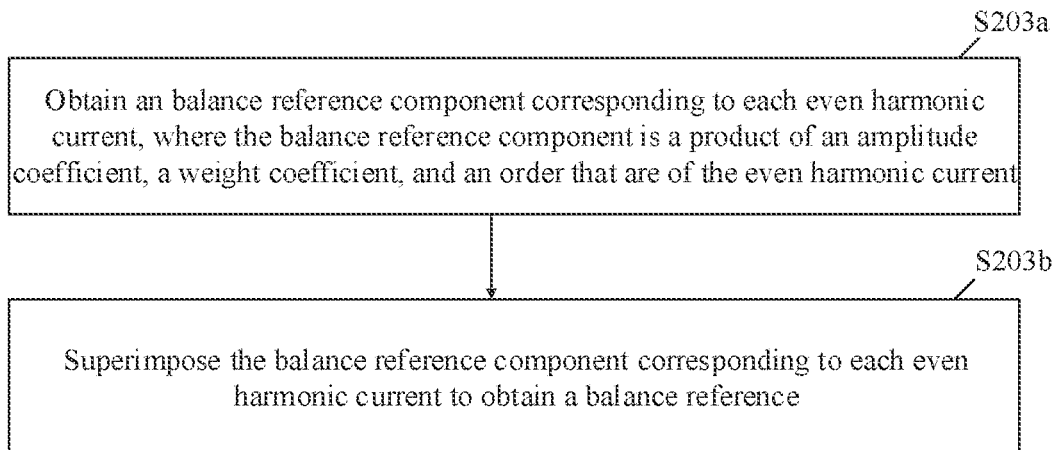 S203a
Obtain an balance reference component corresponding to each even harmonic
current, where the balance reference component is a product of an amplitude
coefficient, a weight coefficient, and an order that are of the even harmonic current
S203b
Superimpose the balance reference component corresponding to each even
harmonic current to obtain a balance reference